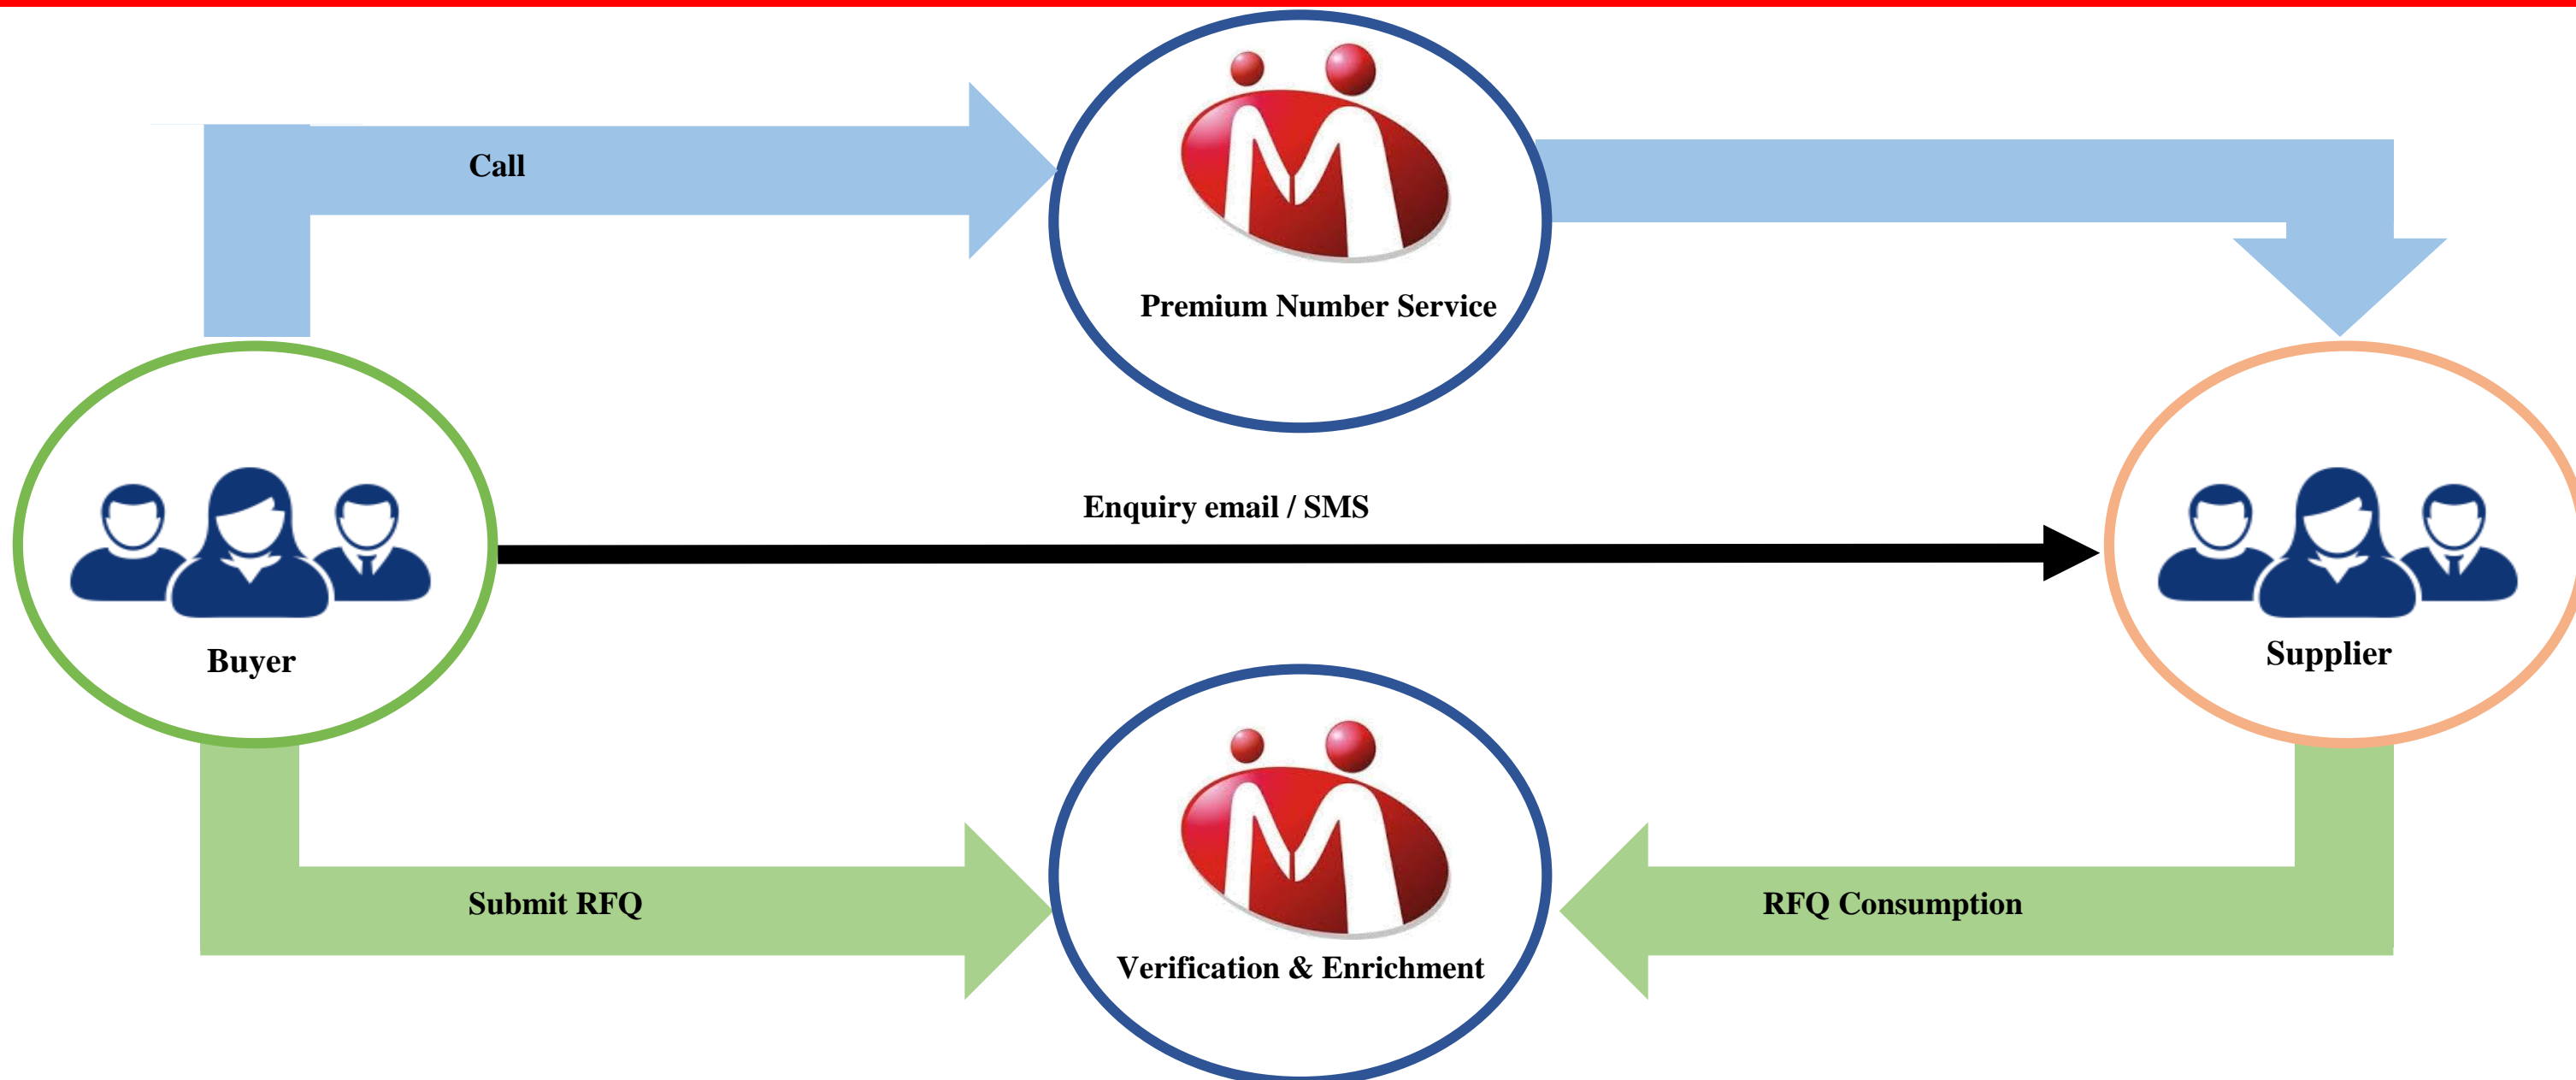 Call
Premium Number Service
Enquiry email / SMS
Buyer
Supplier
Submit RFQ
RFQ Consumption
Verification & Enrichment